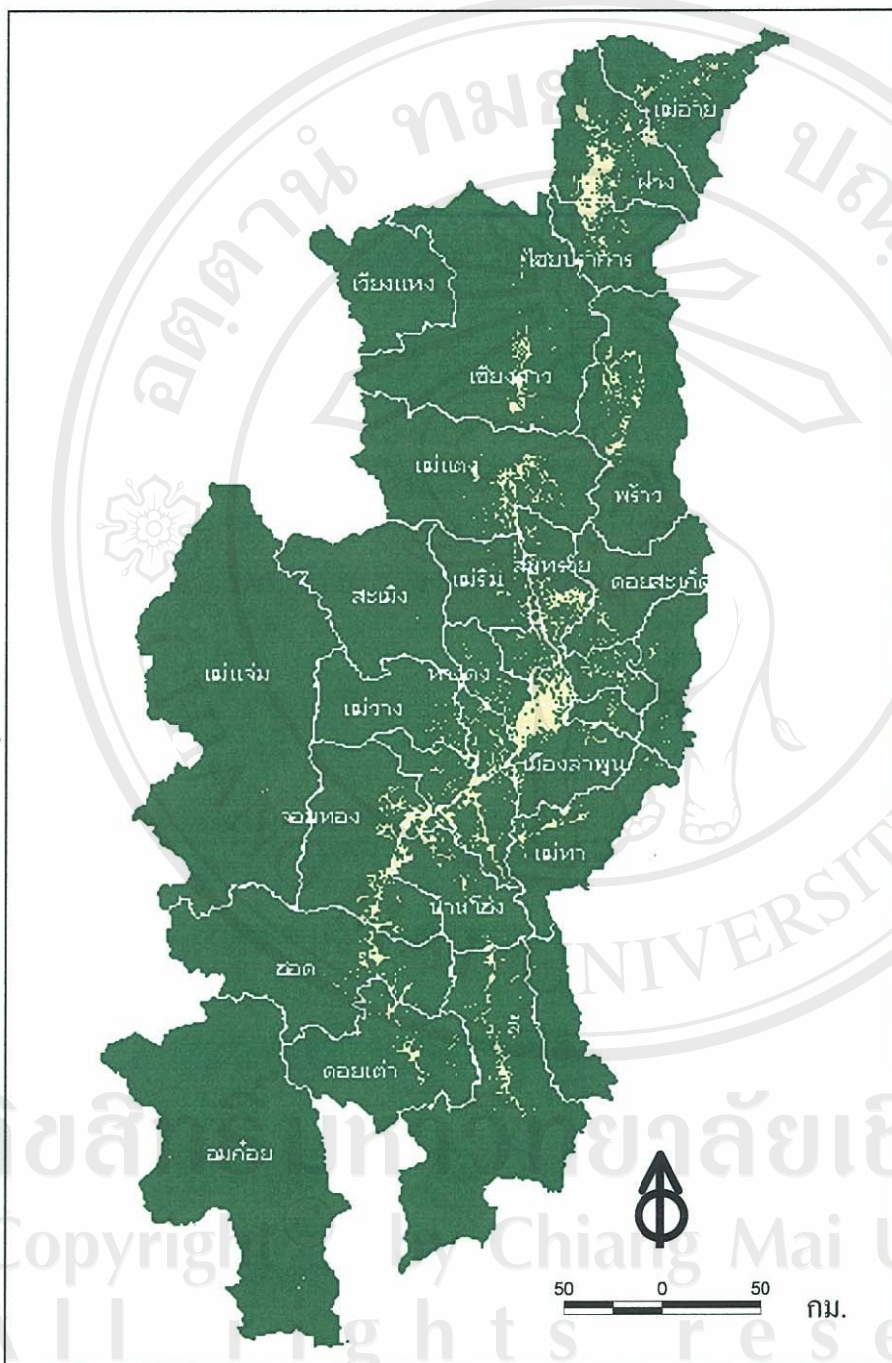 แม่อาย
ฝาง
ไชยปราการ
เวียงแหง
เชียงดาว
แม่แตง
พร้าว
สันทราย
แม่ริม
สะเมิง
ดอยสะเก็ด
แม่แจ่ม
หางดง
แม่วาง
เมืองลำพูน
จอมทอง
แม่ทา
บ้านโฮ่ง
ฮอด
ลี้
ดอยเต่า
อมก๋อย
50 0 50
กม.
UNIVERSIT
Copyright © by Chiang Mai U
All rights rese